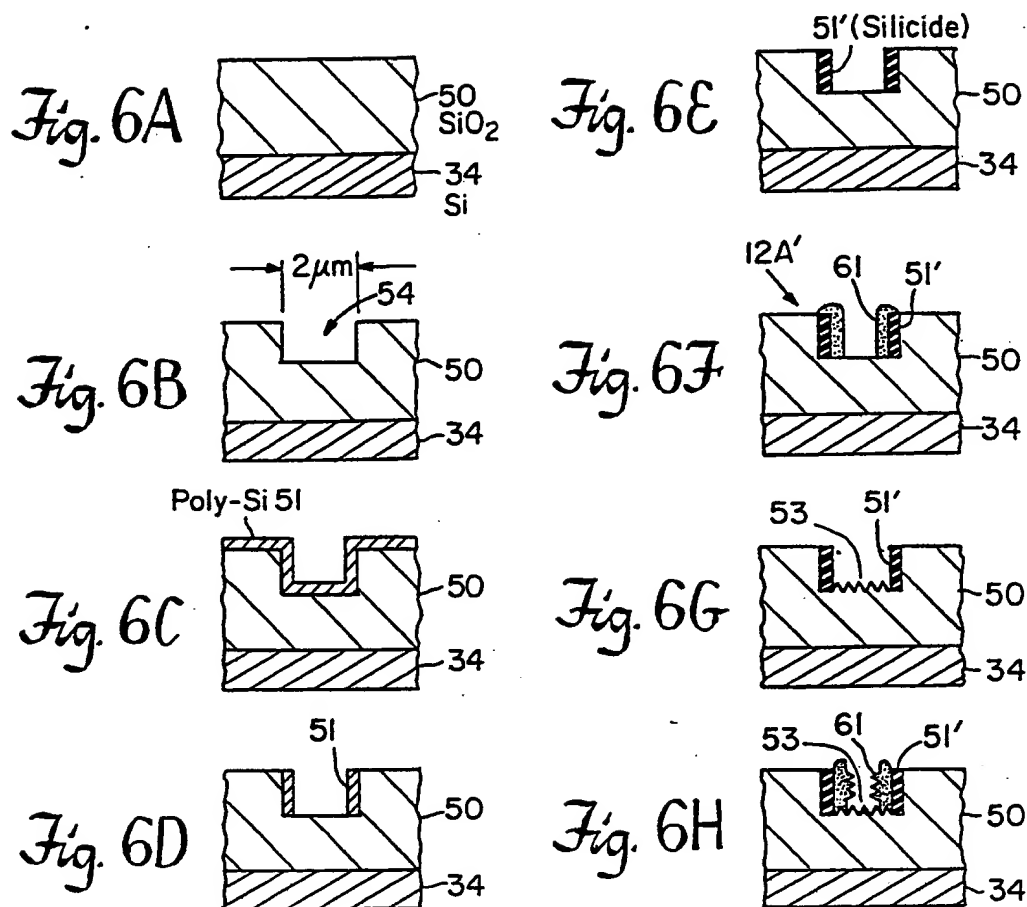 Fig. 6A
50
SiO2
34
Si
2μm
54
Fig. 6B
50
34
Poly-Si 51
Fig. 6C
50
34
51
Fig. 6D
50
34
51' (Silicide)
Fig. 6E
50
34
12A'
61
51'
Fig. 6F
50
34
53
51'
Fig. 6G
50
34
53
61
51'
Fig. 6H
50
34